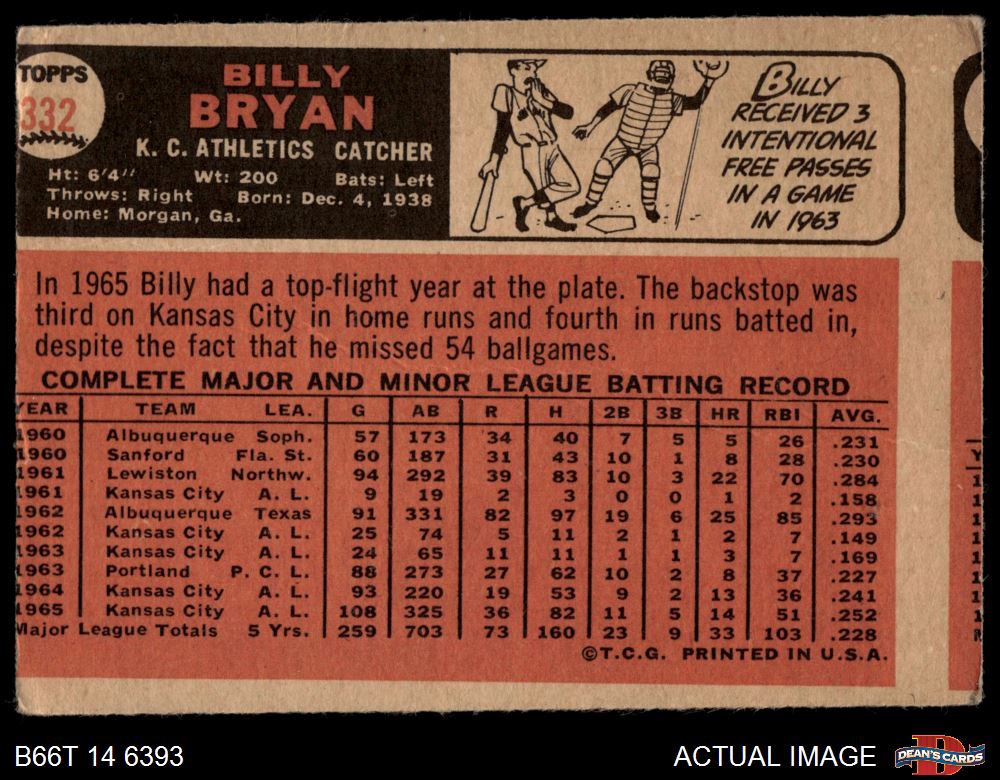 TOPPS
332
BILLY
BRYAN
K. C. ATHLETICS CATCHER
Ht: 6'4" Wt: 200 Bats: Left
Throws: Right Born: Dec. 4, 1938
Home: Morgan, Ga.
BILLY
RECEIVED 3
INTENTIONAL
FREE PASSES
IN A GAME
IN 1963
In 1965 Billy had a top-flight year at the plate. The backstop was
third on Kansas City in home runs and fourth in runs batted in,
despite the fact that he missed 54 ballgames.
COMPLETE MAJOR AND MINOR LEAGUE BATTING RECORD
YEAR TEAM LEA. G AB R H 2B 3B HR RBI AVG.
1960 Albuquerque Soph. 57 173 34 40 7 5 5 26 .231
1960 Sanford Fla. St. 60 187 31 43 10 1 8 28 .230
1961 Lewiston Northw. 94 292 39 83 10 3 22 70 .284
1961 Kansas City A. L. 9 19 2 3 0 0 1 2 .158
1962 Albuquerque Texas 91 331 82 97 19 6 25 85 .293
1962 Kansas City A. L. 25 74 5 11 2 1 2 7 .149
1963 Kansas City A. L. 24 65 11 11 1 1 3 7 .169
1963 Portland P. C. L. 88 273 27 62 10 2 8 37 .227
1964 Kansas City A. L. 93 220 19 53 9 2 13 36 .241
1965 Kansas City A. L. 108 325 36 82 11 5 14 51 .252
Major League Totals 5 Yrs. 259 703 73 160 23 9 33 103 .228
©T.C.G. PRINTED IN U.S.A.
B66T 14 6393
ACTUAL IMAGE
DEAN'S CARDS